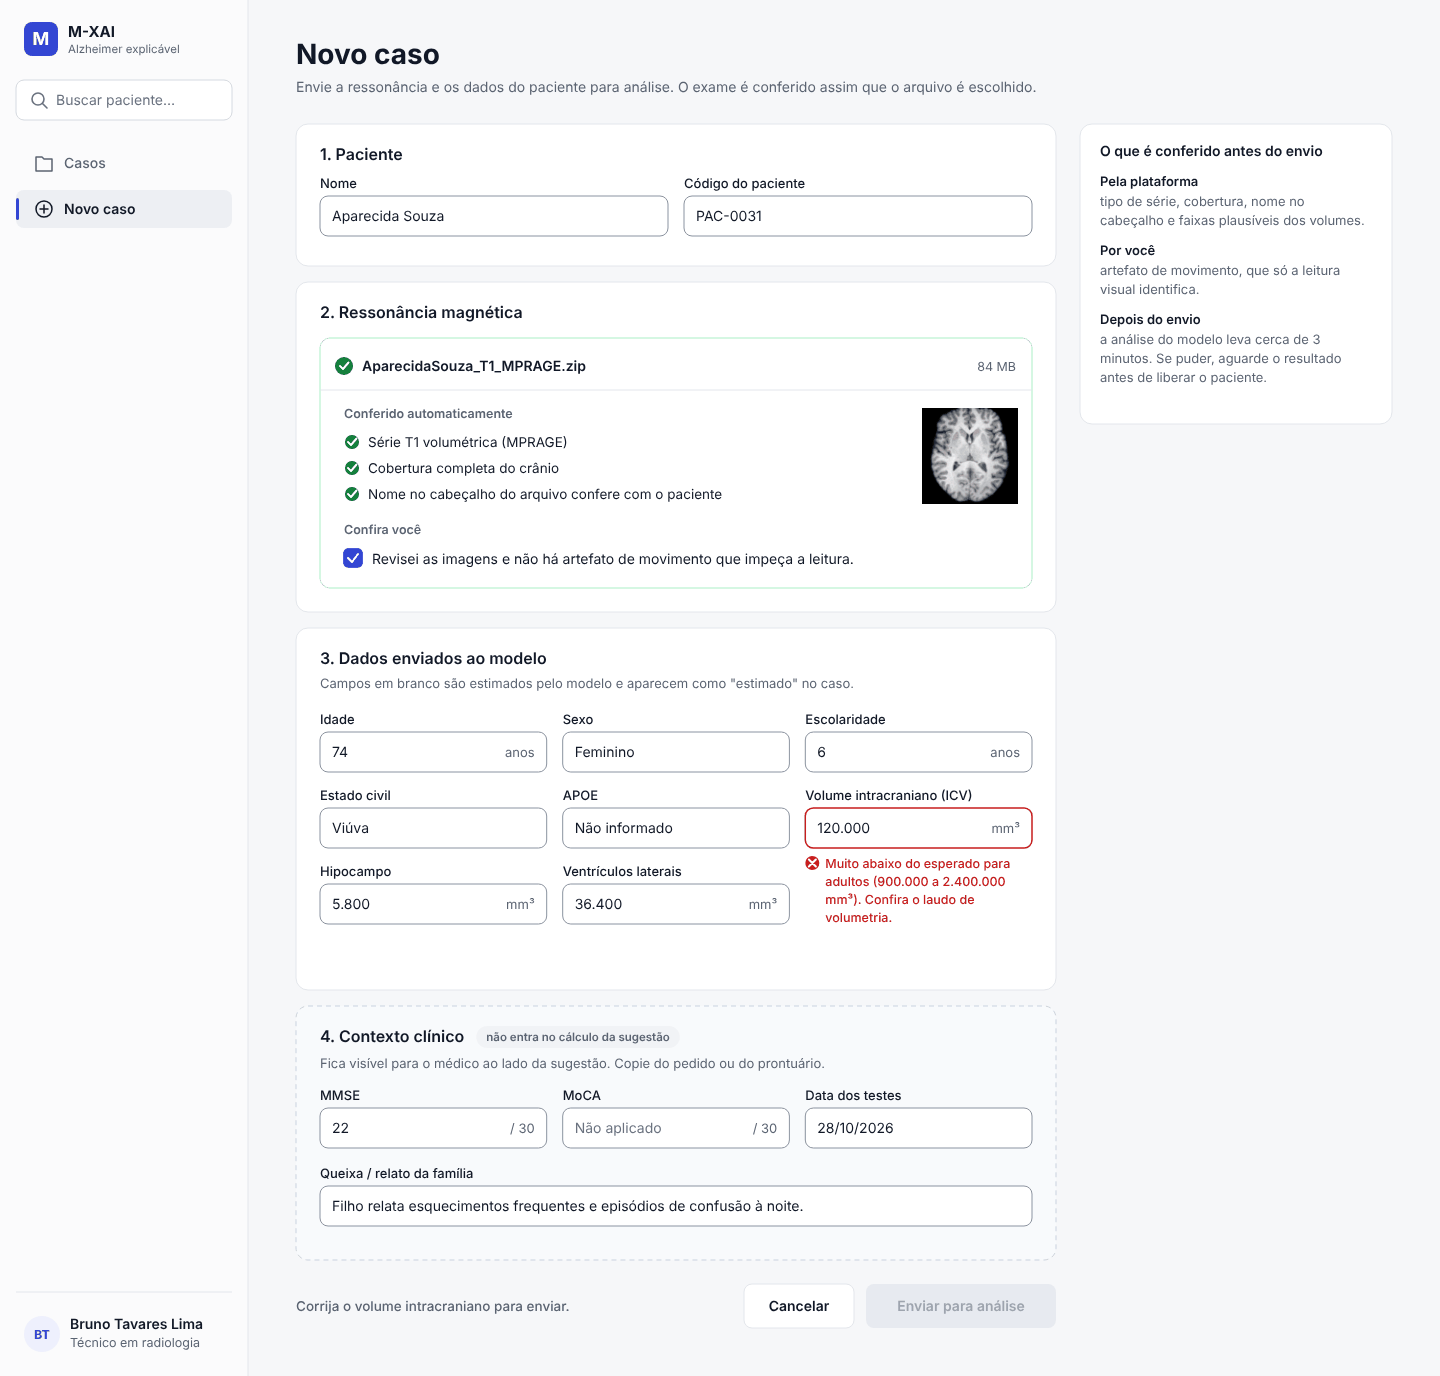 M
M-XAI
Alzheimer explicável
Buscar paciente...
Casos
Novo caso
Novo caso
Envie a ressonância e os dados do paciente para análise. O exame é conferido assim que o arquivo é escolhido.
1. Paciente
Nome
Código do paciente
Aparecida Souza
PAC-0031
2. Ressonância magnética
AparecidaSouza_T1_MPRAGE.zip
84 MB
Conferido automaticamente
Série T1 volumétrica (MPRAGE)
Cobertura completa do crânio
Nome no cabeçalho do arquivo confere com o paciente
Confira você
Revisei as imagens e não há artefato de movimento que impeça a leitura.
3. Dados enviados ao modelo
Campos em branco são estimados pelo modelo e aparecem como "estimado" no caso.
Idade
Sexo
Escolaridade
74 anos
Feminino
6 anos
Estado civil
APOE
Volume intracraniano (ICV)
Viúva
Não informado
120.000 mm³
Muito abaixo do esperado para
adultos (900.000 a 2.400.000
mm³). Confira o laudo de
volumetria.
Hipocampo
Ventrículos laterais
5.800 mm³
36.400 mm³
4. Contexto clínico
não entra no cálculo da sugestão
Fica visível para o médico ao lado da sugestão. Copie do pedido ou do prontuário.
MMSE
MoCA
Data dos testes
22 / 30
Não aplicado / 30
28/10/2026
Queixa / relato da família
Filho relata esquecimentos frequentes e episódios de confusão à noite.
Corrija o volume intracraniano para enviar.
Cancelar
Enviar para análise
O que é conferido antes do envio
Pela plataforma
tipo de série, cobertura, nome no
cabeçalho e faixas plausíveis dos volumes.
Por você
artefato de movimento, que só a leitura
visual identifica.
Depois do envio
a análise do modelo leva cerca de 3
minutos. Se puder, aguarde o resultado
antes de liberar o paciente.
BT
Bruno Tavares Lima
Técnico em radiologia